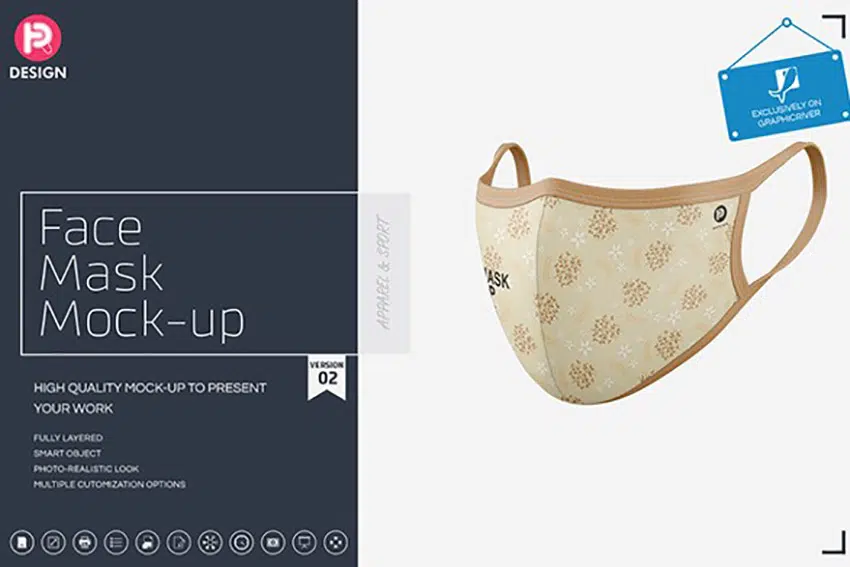 DESIGN
EXCLUSIVELY ON
GRAPHICRIVER
Face
Mask
Mock-up
APPAREL & SPORT
VERSION
02
HIGH QUALITY MOCK-UP TO PRESENT
YOUR WORK
FULLY LAYERED
SMART OBJECT
PHOTO-REALISTIC LOOK
MULTIPLE CUTOMIZATION OPTIONS
MASK
P